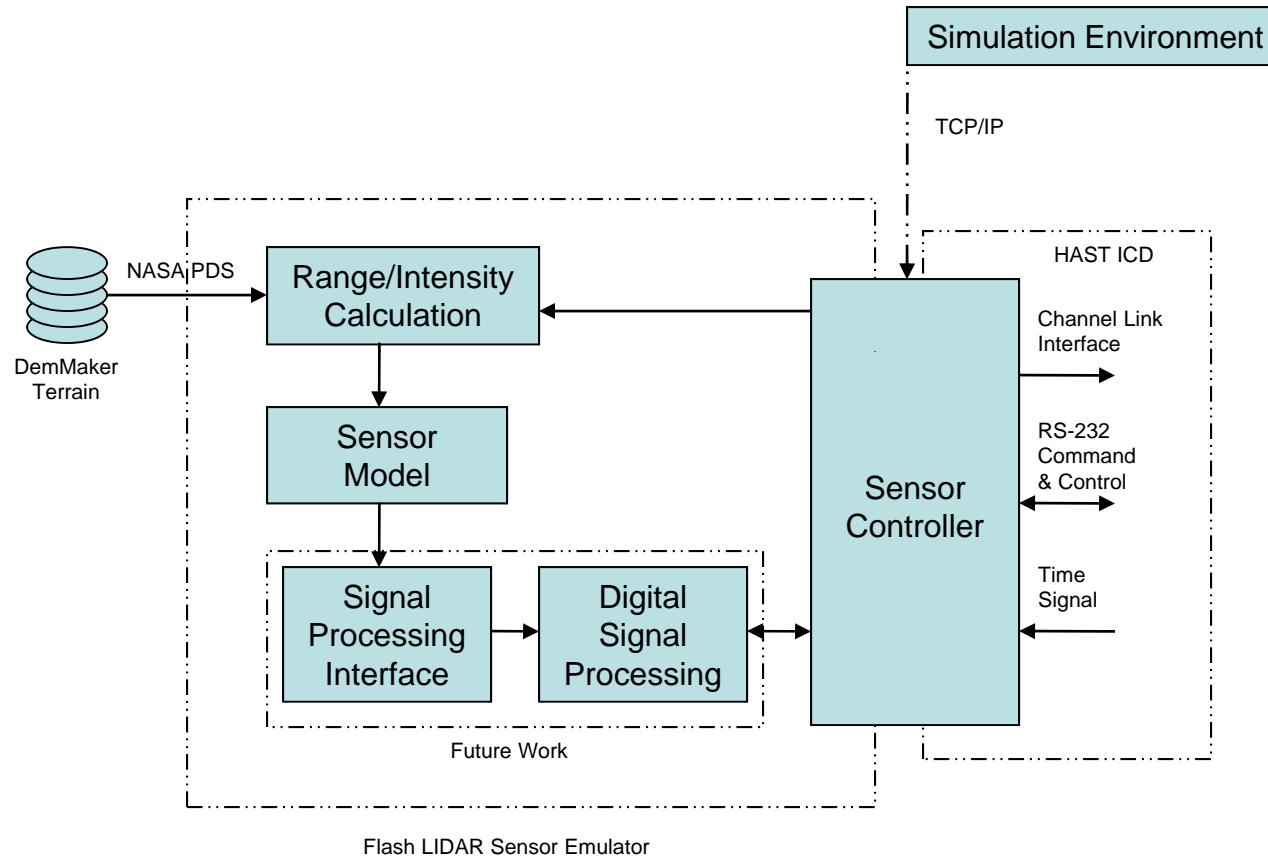 Simulation Environment
TCP/IP
HAST ICD
NASA PDS
Range/Intensity
Calculation
Channel Link
Interface
DemMaker
Terrain
Sensor
Model
RS-232
Command
& Control
Sensor
Controller
Signal
Processing
Interface
Digital
Signal
Processing
Time
Signal
Future Work
Flash LIDAR Sensor Emulator